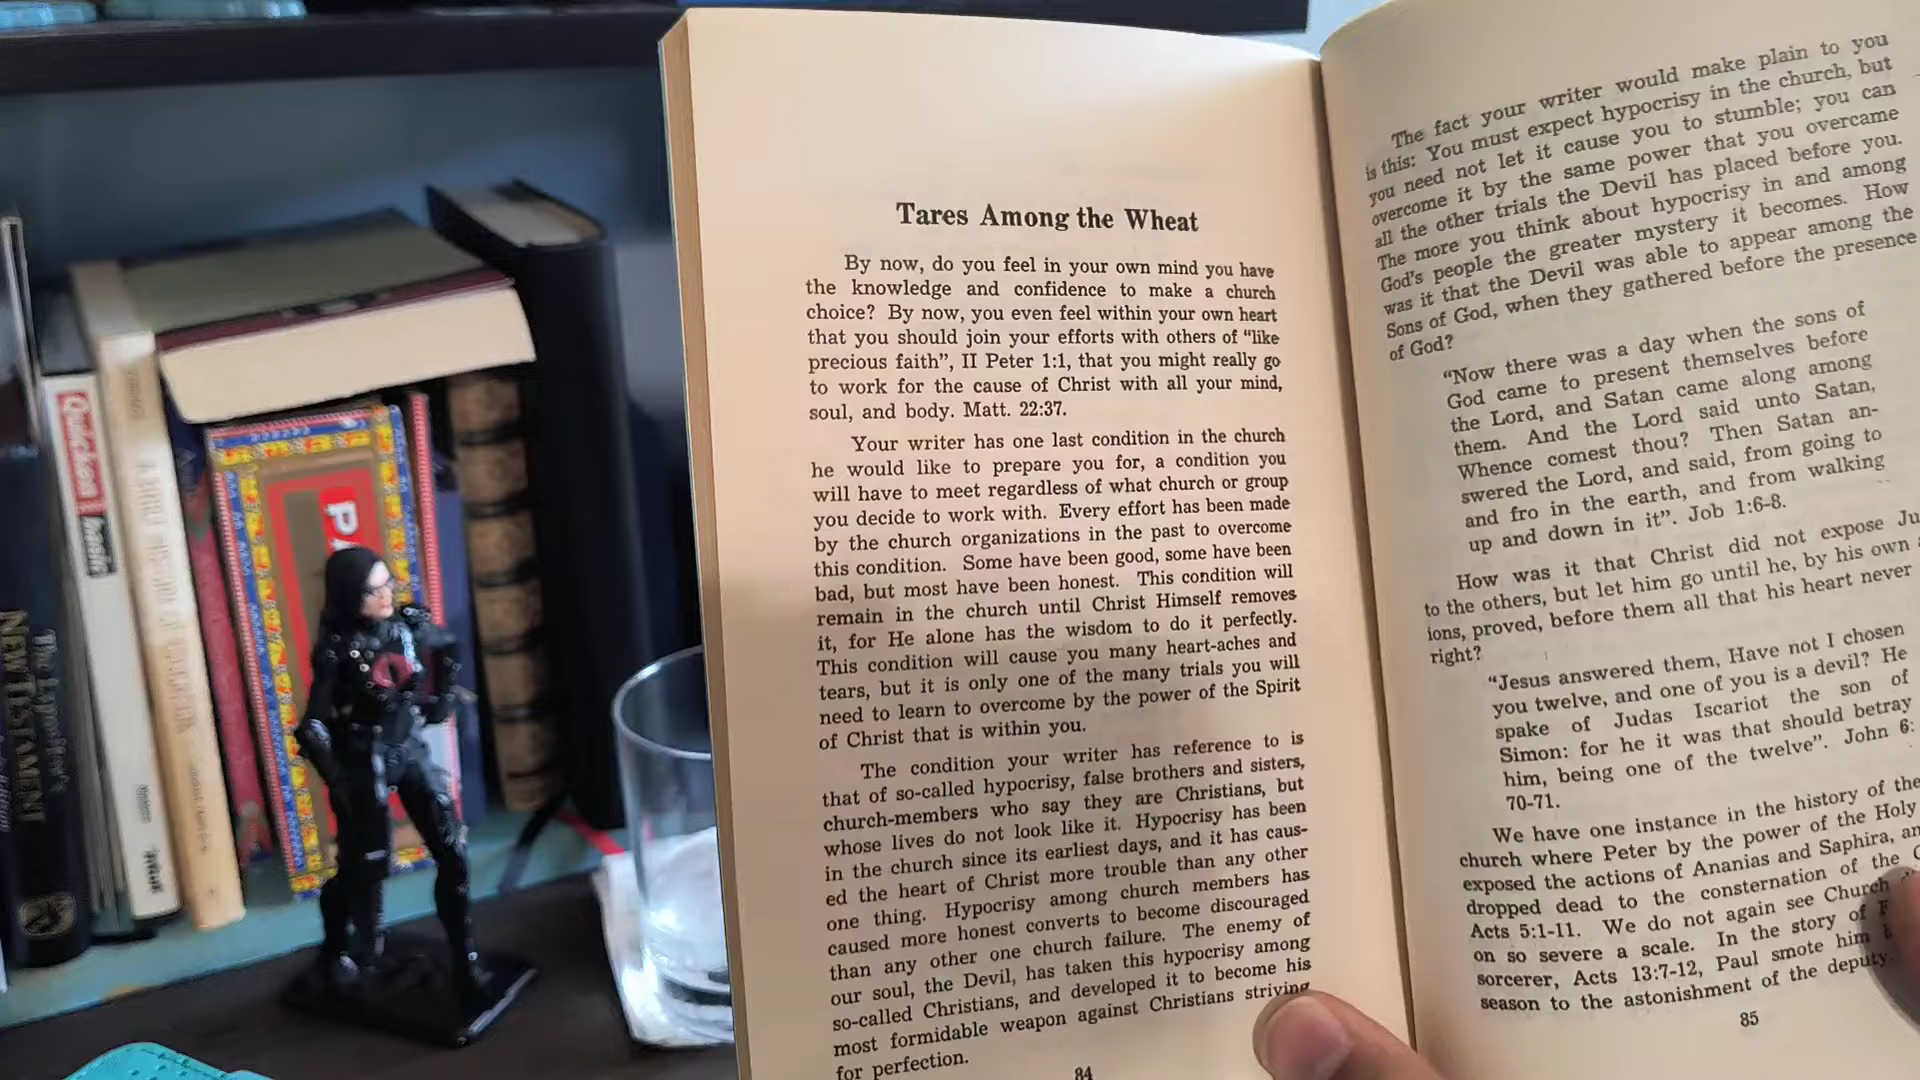 Quicken
Inside
NEW TESTAMENT
PA
Tares Among the Wheat
By now, do you feel in your own mind you have
the knowledge and confidence to make a church
choice? By now, you even feel within your own heart
that you should join your efforts with others of “like
precious faith”, II Peter 1:1, that you might really go
to work for the cause of Christ with all your mind,
soul, and body. Matt. 22:37.
Your writer has one last condition in the church
he would like to prepare you for, a condition you
will have to meet regardless of what church or group
you decide to work with. Every effort has been made
by the church organizations in the past to overcome
this condition. Some have been good, some have been
bad, but most have been honest. This condition will
remain in the church until Christ Himself removes
it, for He alone has the wisdom to do it perfectly.
This condition will cause you many heart-aches and
tears, but it is only one of the many trials you will
need to learn to overcome by the power of the Spirit
of Christ that is within you.
The condition your writer has reference to is
that of so-called hypocrisy, false brothers and sisters,
church-members who say they are Christians, but
whose lives do not look like it. Hypocrisy has been
in the church since its earliest days, and it has caus-
ed the heart of Christ more trouble than any other
one thing. Hypocrisy among church members has
caused more honest converts to become discouraged
than any other one church failure. The enemy of
our soul, the Devil, has taken this hypocrisy among
so-called Christians, and developed it to become his
most formidable weapon against Christians striving
for perfection.
84
The fact your writer would make plain to you
is this: You must expect hypocrisy in the church, but
you need not let it cause you to stumble; you can
overcome it by the same power that you overcame
all the other trials the Devil has placed before you.
The more you think about hypocrisy in and among
God's people the greater mystery it becomes. How
was it that the Devil was able to appear among the
Sons of God, when they gathered before the presence
of God?
“Now there was a day when the sons of
God came to present themselves before
the Lord, and Satan came along among
them. And the Lord said unto Satan,
Whence comest thou? Then Satan an-
swered the Lord, and said, from going to
and fro in the earth, and from walking
up and down in it”. Job 1:6-8.
How was it that Christ did not expose Ju
to the others, but let him go until he, by his own
ions, proved, before them all that his heart never
right?
“Jesus answered them, Have not I chosen
you twelve, and one of you is a devil? He
spake of Judas Iscariot the son of
Simon: for he it was that should betray
him, being one of the twelve”. John 6:
70-71.
We have one instance in the history of the
church where Peter by the power of the Holy
exposed the actions of Ananias and Saphira, an
dropped dead to the consternation of the
Acts 5:1-11. We do not again see Church
on so severe a scale. In the story of
sorcerer, Acts 13:7-12, Paul smote him
season to the astonishment of the deputy.
85